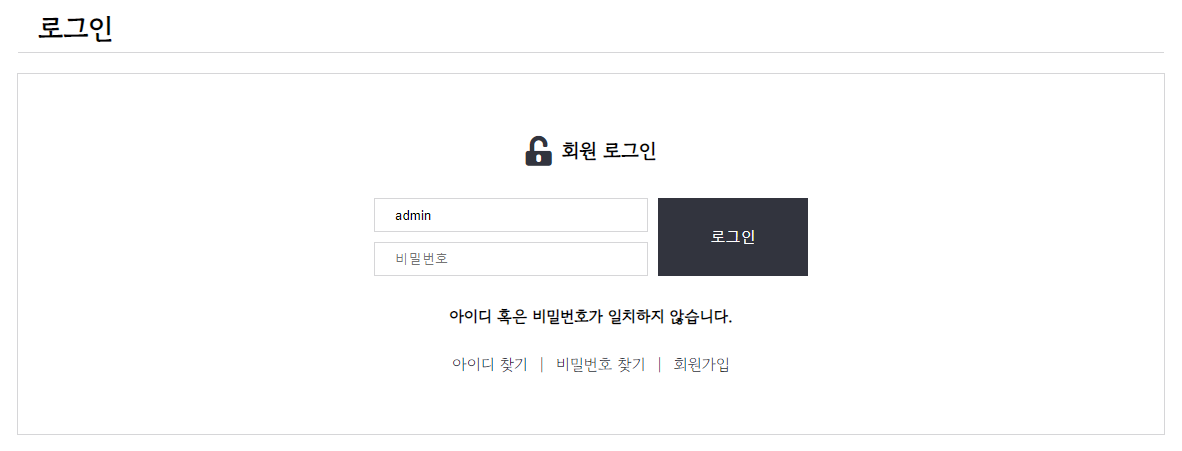 로그인
회원 로그인
admin
비밀번호
로그인
아이디 혹은 비밀번호가 일치하지 않습니다.
아이디 찾기 | 비밀번호 찾기 | 회원가입